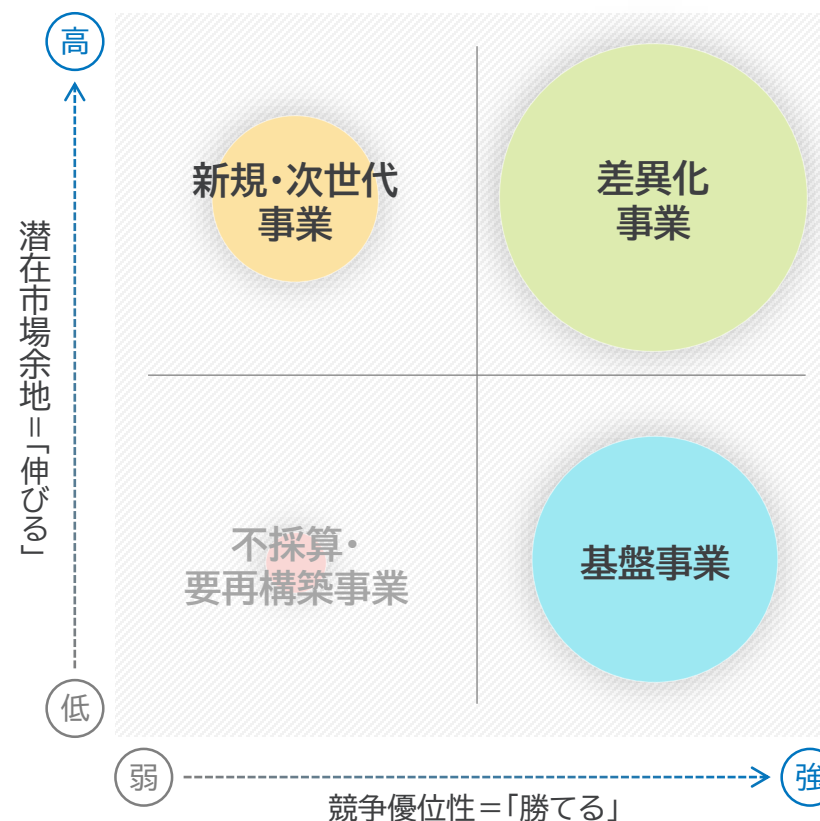 高
新規・次世代
事業
差異化
事業
潜在市場余地＝「伸びる」
不採算・
要再構築事業
基盤事業
低
弱
強
競争優位性＝「勝てる」